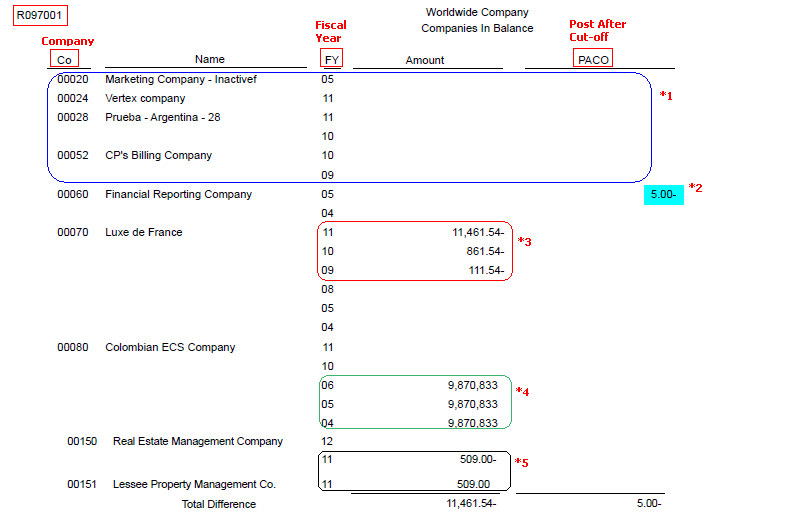 R097001
Worldwide Company
Companies In Balance
Fiscal Year
Post After Cut-off
Company
Co Name FY Amount PACO
00020 Marketing Company - Inactivef 05
00024 Vertex company 11
*1
00028 Prueba - Argentina - 28 11
10
00052 CP's Billing Company 10
09
00060 Financial Reporting Company 05 5.00- *2
04
00070 Luxe de France 11 11,461.54- *3
10 861.54-
09 111.54-
08
05
04
00080 Colombian ECS Company 11
10
06 9,870,833 *4
05 9,870,833
04 9,870,833
00150 Real Estate Management Company 12
11 509.00- *5
00151 Lessee Property Management Co. 11 509.00
Total Difference 11,461.54- 5.00-